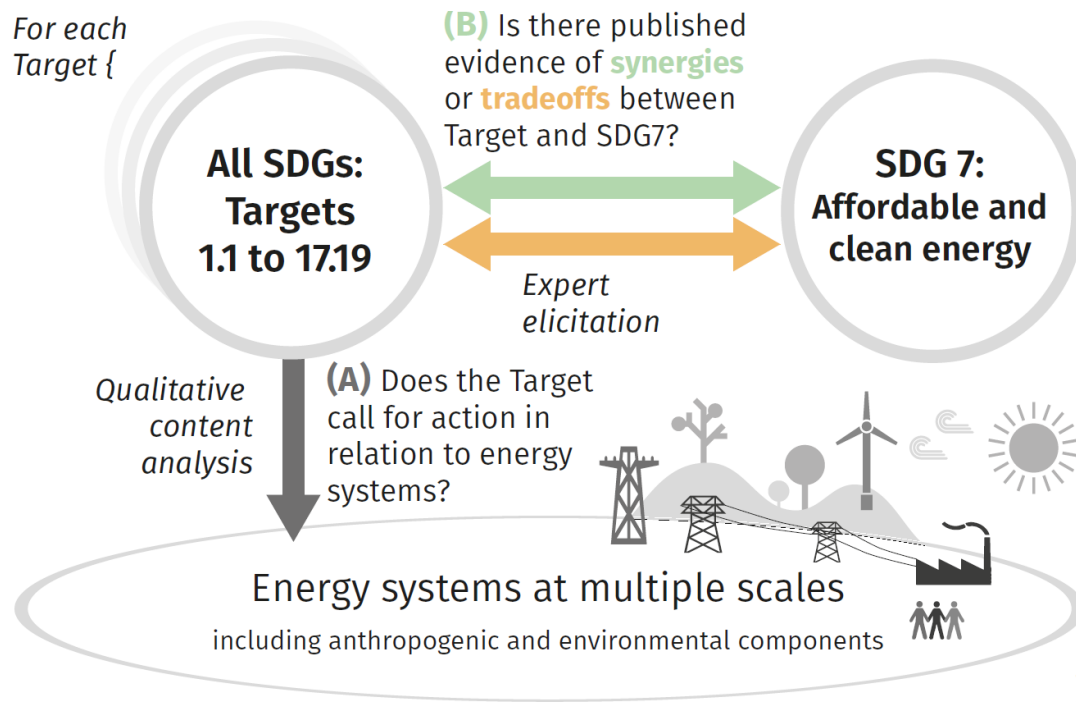 For each
Target {
(B) Is there published
evidence of synergies
or tradeoffs between
Target and SDG7?
All SDGs:
Targets
1.1 to 17.19
SDG 7:
Affordable and
clean energy
Expert
elicitation
Qualitative
content
analysis
(A) Does the Target
call for action in
relation to energy
systems?
Energy systems at multiple scales
including anthropogenic and environmental components